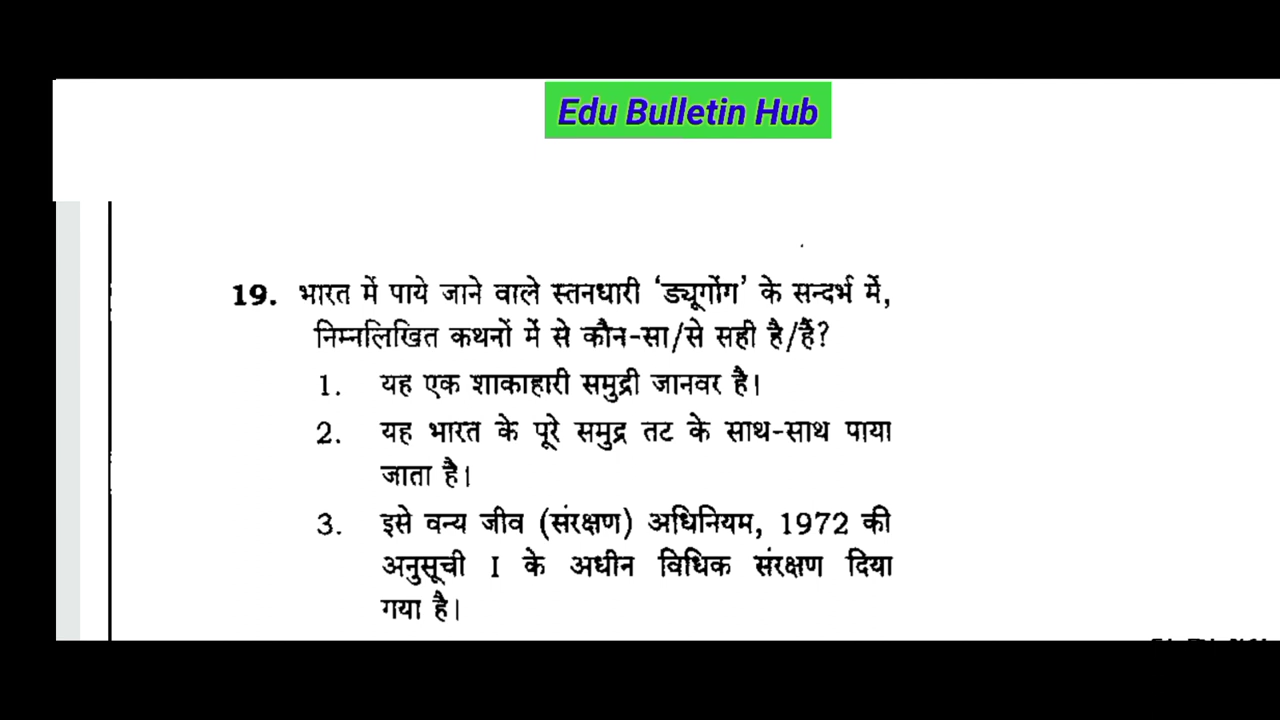 Edu Bulletin Hub
19. भारत में पाये जाने वाले स्तनधारी ‘ड्यूगोंग’ के सन्दर्भ में,
निम्नलिखित कथनों में से कौन-सा/से सही है/हैं?
1. यह एक शाकाहारी समुद्री जानवर है।
2. यह भारत के पूरे समुद्र तट के साथ-साथ पाया
जाता है।
3. इसे वन्य जीव (संरक्षण) अधिनियम, 1972 की
अनुसूची I के अधीन विधिक संरक्षण दिया
गया है।